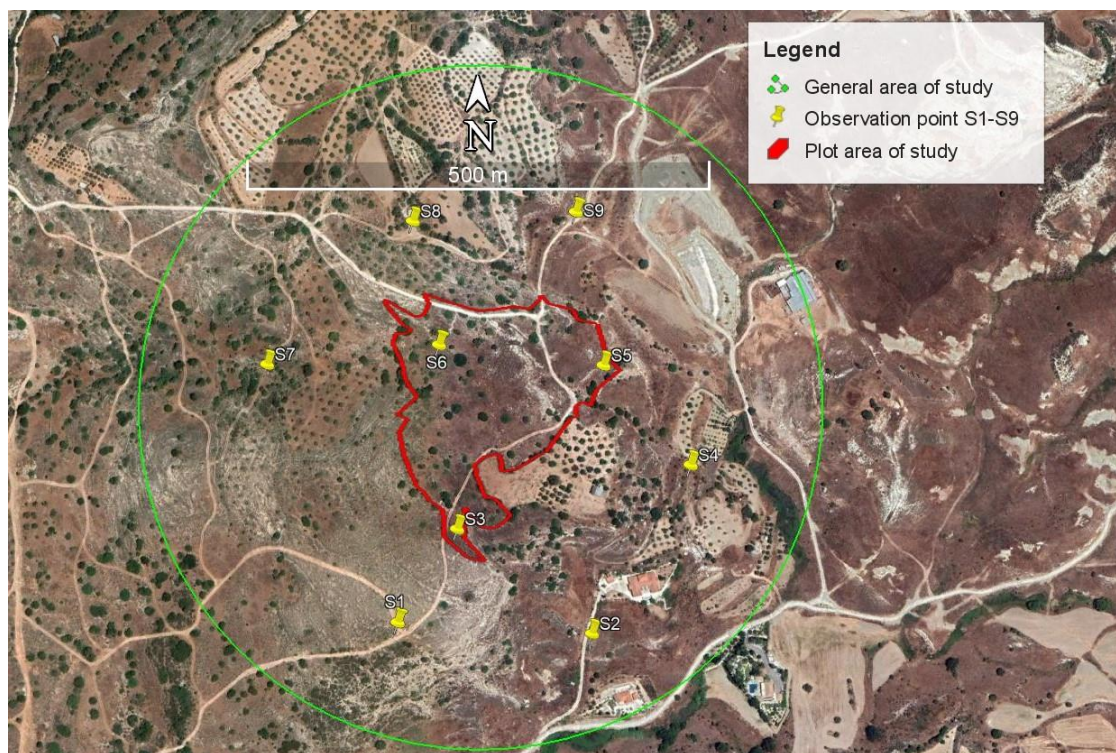 Legend
General area of study
Observation point S1-S9
Plot area of study
N
500 m
S8
S9
S7
S6
S5
S4
S3
S1
S2